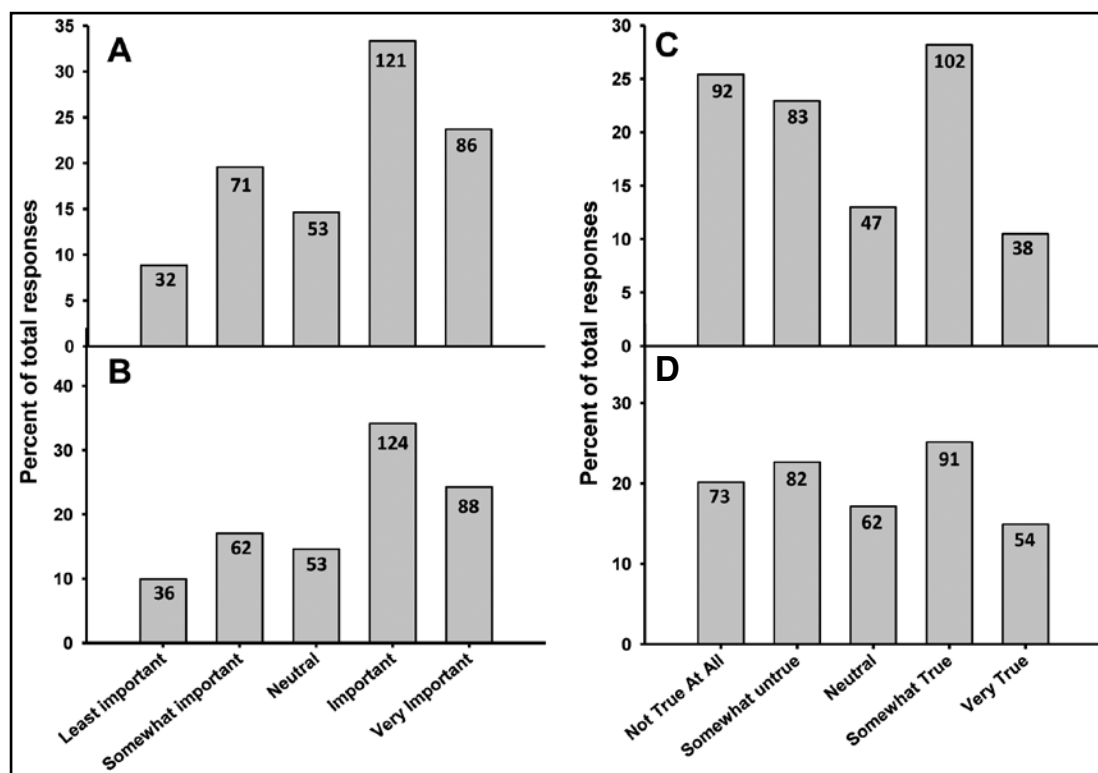 A
Percent of total responses
35
30
25
20
15
10
5
0
32
71
53
121
86
B
40
30
20
10
0
36
62
53
124
88
Least important
Somewhat important
Neutral
Important
Very Important
C
Percent of total responses
30
25
20
15
10
5
0
92
83
47
102
38
D
30
20
10
0
73
82
62
91
54
Not True At All
Somewhat untrue
Neutral
Somewhat True
Very True